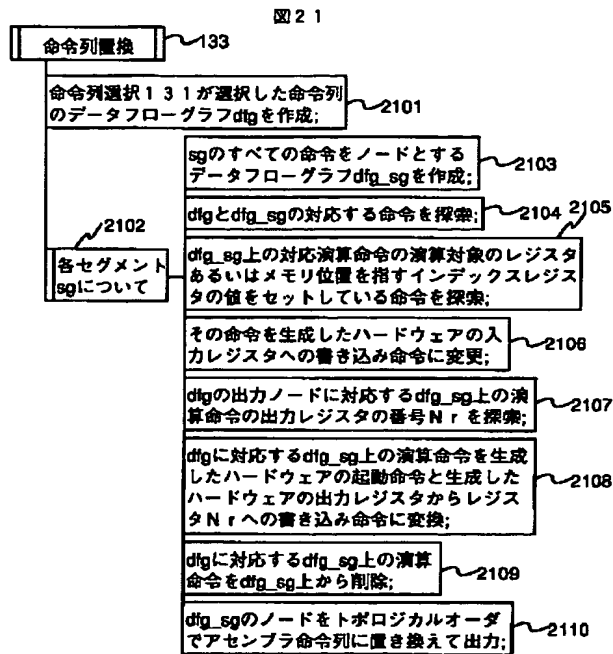 図２１
命令列置換
133
命令列選択１３１が選択した命令列
のデータフローグラフdfgを作成;
2101
2102
各セグメント
sgについて
sgのすべての命令をノードとする
データフローグラフdfg_sgを作成;
2103
dfgとdfg_sgの対応する命令を探索;
2104
2105
dfg_sg上の対応演算命令の演算対象のレジスタ
あるいはメモリ位置を指すインデックスレジス
タの値をセットしている命令を探索;
その命令を生成したハードウェアの入
力レジスタへの書き込み命令に変更;
2106
dfgの出力ノードに対応するdfg_sg上の演
算命令の出力レジスタの番号Ｎｒを探索;
2107
dfgに対応するdfg_sg上の演算命令を生成
したハードウェアの起動命令と生成した
ハードウェアの出力レジスタからレジス
タＮｒへの書き込み命令に変換;
2108
dfgに対応するdfg_sg上の演算
命令をdfg_sg上から削除;
2109
dfg_sgのノードをトポロジカルオーダ
でアセンブラ命令列に置き換えて出力;
2110